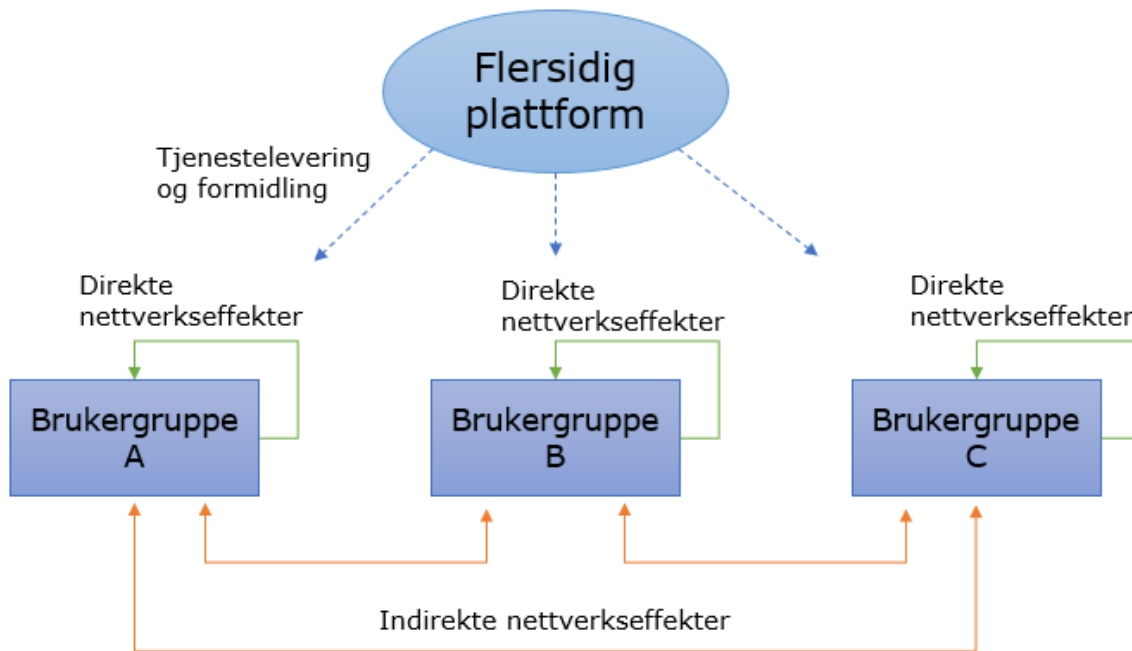 Flersidig
plattform
Tjenestelevering
og formidling
Direkte
nettverkseffekter
Direkte
nettverkseffekter
Direkte
nettverkseffekter
Brukergruppe
A
Brukergruppe
B
Brukergruppe
C
Indirekte nettverkseffekter